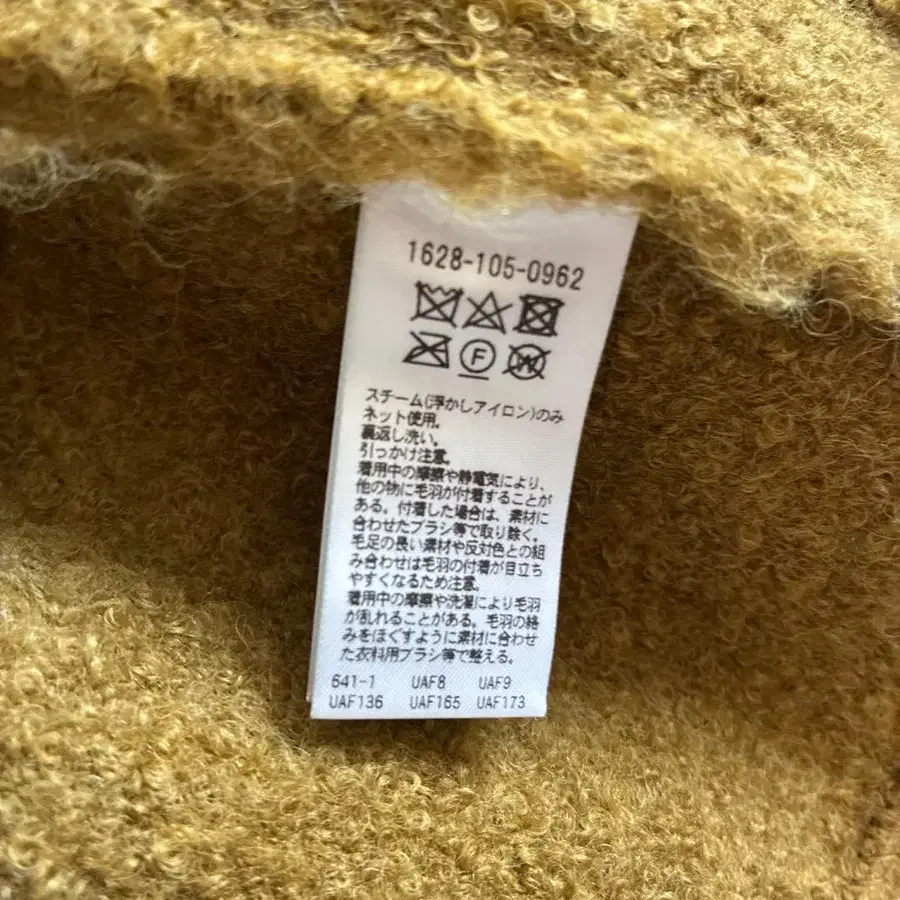 1628-105-0962
F W
スチーム(浮かしアイロン)のみ
ネット使用.
裏返し洗い.
引っかけ注意.
着用中の摩擦や静電気により,
他の物に毛羽が付着することが
ある. 付着した場合は、素材に
合わせたブラシ等で取り除く.
毛足の長い素材や反対色との組
み合わせは毛羽の付着が目立ち
やすくなるため注意.
着用中の摩擦や洗濯により毛羽
が乱れることがある. 毛羽の絡
みをほぐすように素材に合わせ
た衣料用ブラシ等で整える.
641-1 UAF8 UAF9
UAF136 UAF165 UAF173